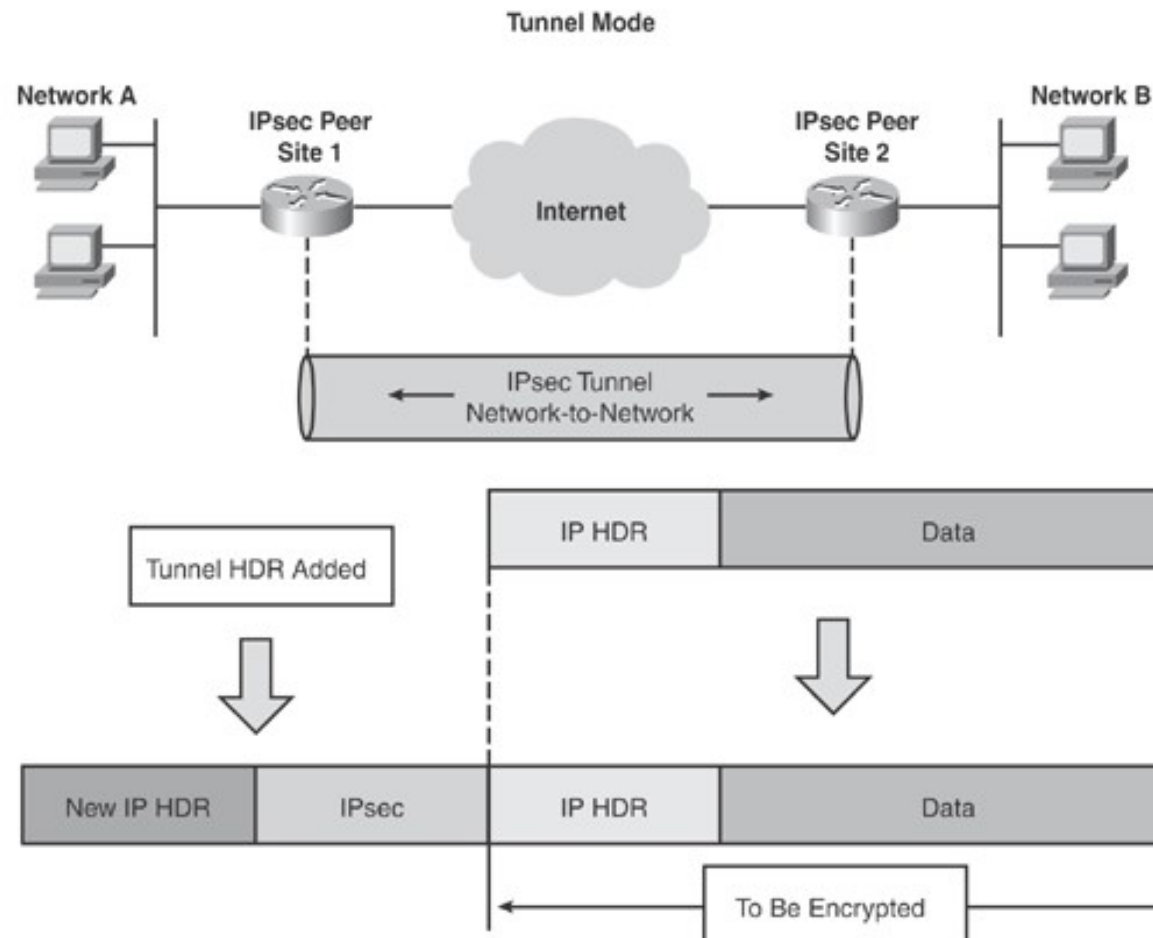 Tunnel Mode
Network A
IPsec Peer
Site 1
Internet
IPsec Peer
Site 2
Network B
IPsec Tunnel
Network-to-Network
IP HDR
Data
Tunnel HDR Added
New IP HDR
IPsec
IP HDR
Data
To Be Encrypted